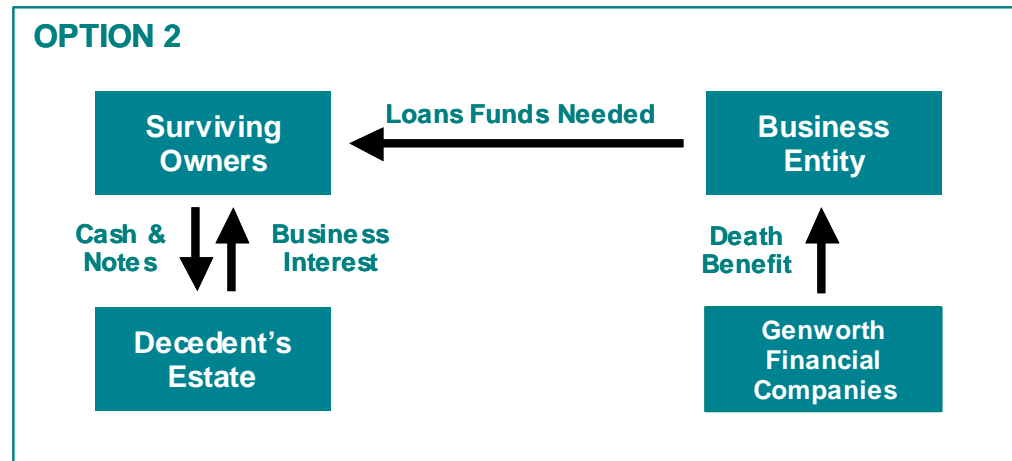 OPTION 2
Surviving
Owners
Loans Funds Needed
Business
Entity
Cash &
Notes
Business
Interest
Death
Benefit
Decedent’s
Estate
Genworth
Financial
Companies